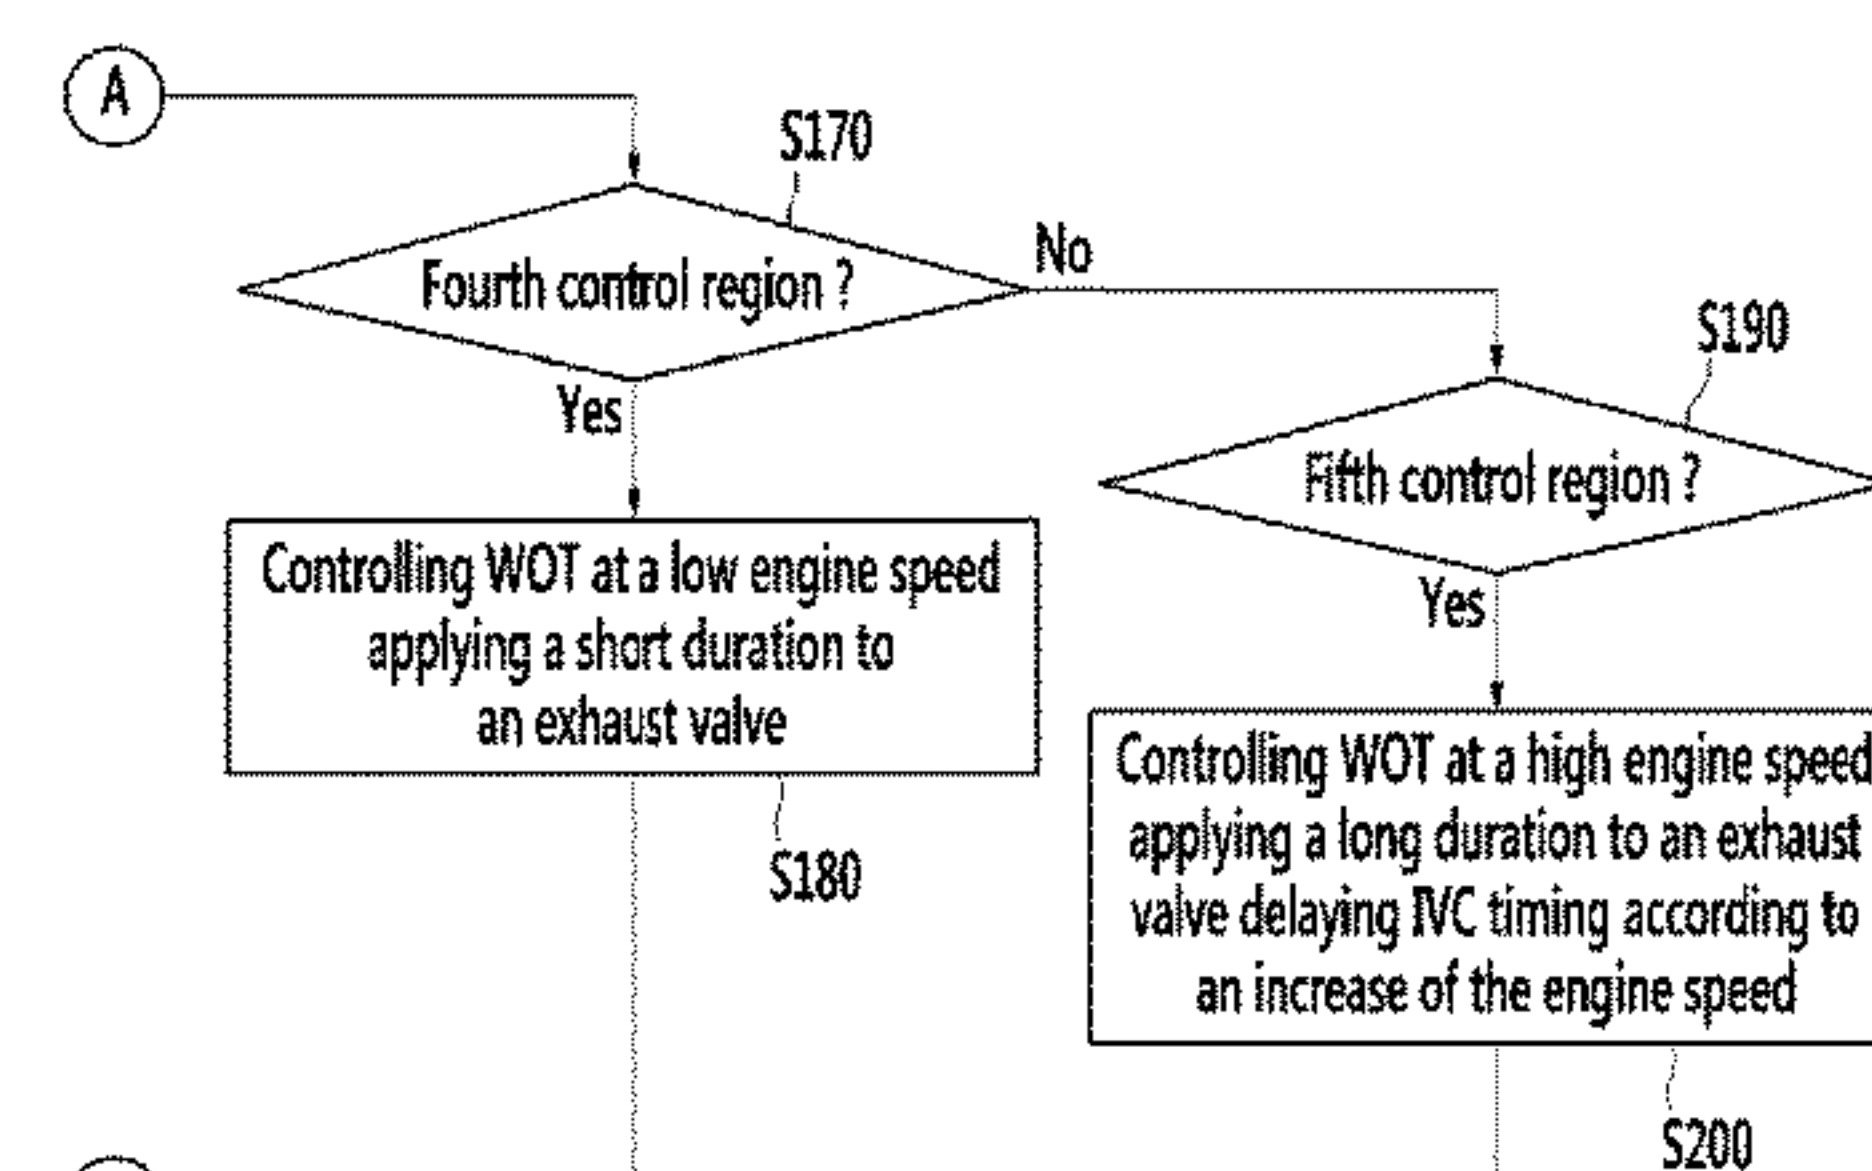 A
S170
Fourth control region ?
No
Yes
S190
Fifth control region ?
Yes
Controlling WOT at a low engine speed
applying a short duration to
an exhaust valve
S180
Controlling WOT at a high engine speed
applying a long duration to an exhaust
valve delaying IVC timing according to
an increase of the engine speed
S200